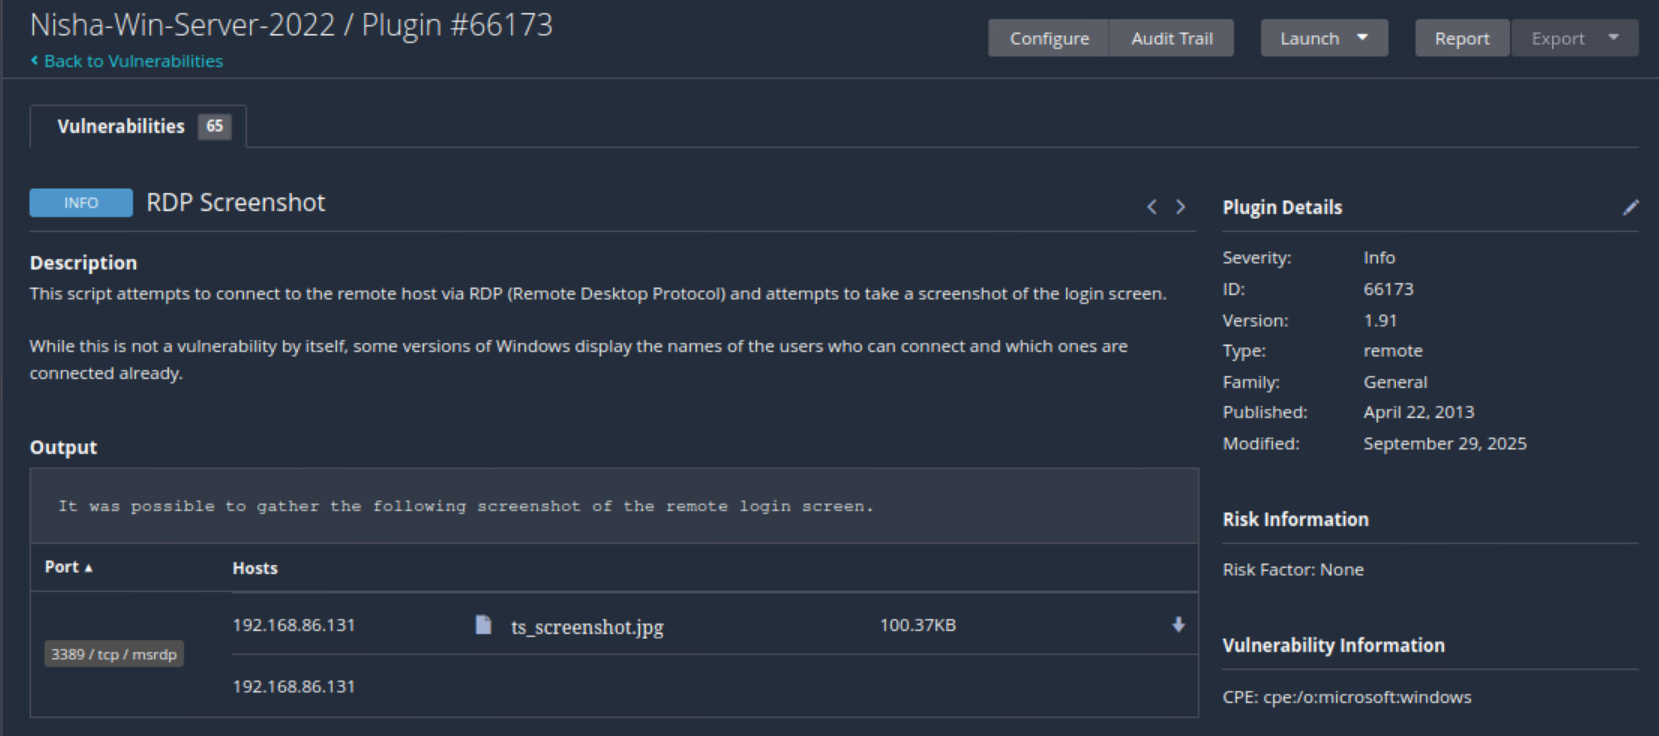 Nisha-Win-Server-2022 / Plugin #66173
Configure
Audit Trail
Launch
Report
Export
Back to Vulnerabilities
Vulnerabilities 65
INFO RDP Screenshot
Description
This script attempts to connect to the remote host via RDP (Remote Desktop Protocol) and attempts to take a screenshot of the login screen.
While this is not a vulnerability by itself, some versions of Windows display the names of the users who can connect and which ones are
connected already.
Output
It was possible to gather the following screenshot of the remote login screen.
Port Hosts
3389 / tcp / msrdp
192.168.86.131 ts_screenshot.jpg 100.37KB
192.168.86.131
Plugin Details
Severity: Info
ID: 66173
Version: 1.91
Type: remote
Family: General
Published: April 22, 2013
Modified: September 29, 2025
Risk Information
Risk Factor: None
Vulnerability Information
CPE: cpe:/o:microsoft:windows